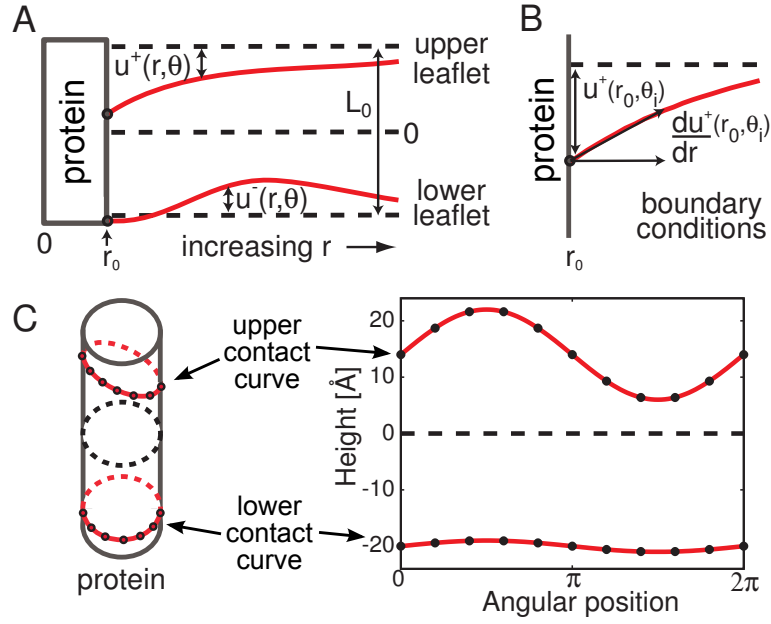 A
protein
u⁺(r,θ)
upper
leaflet
L₀
0
u⁻(r,θ)
lower
leaflet
0
r₀
increasing r
B
protein
u⁺(r₀,θᵢ)
du⁺(r₀,θᵢ)
dr
boundary
conditions
r₀
C
upper
contact
curve
lower
contact
curve
protein
Height [Å]
20
10
0
-10
-20
0
π
2π
Angular position